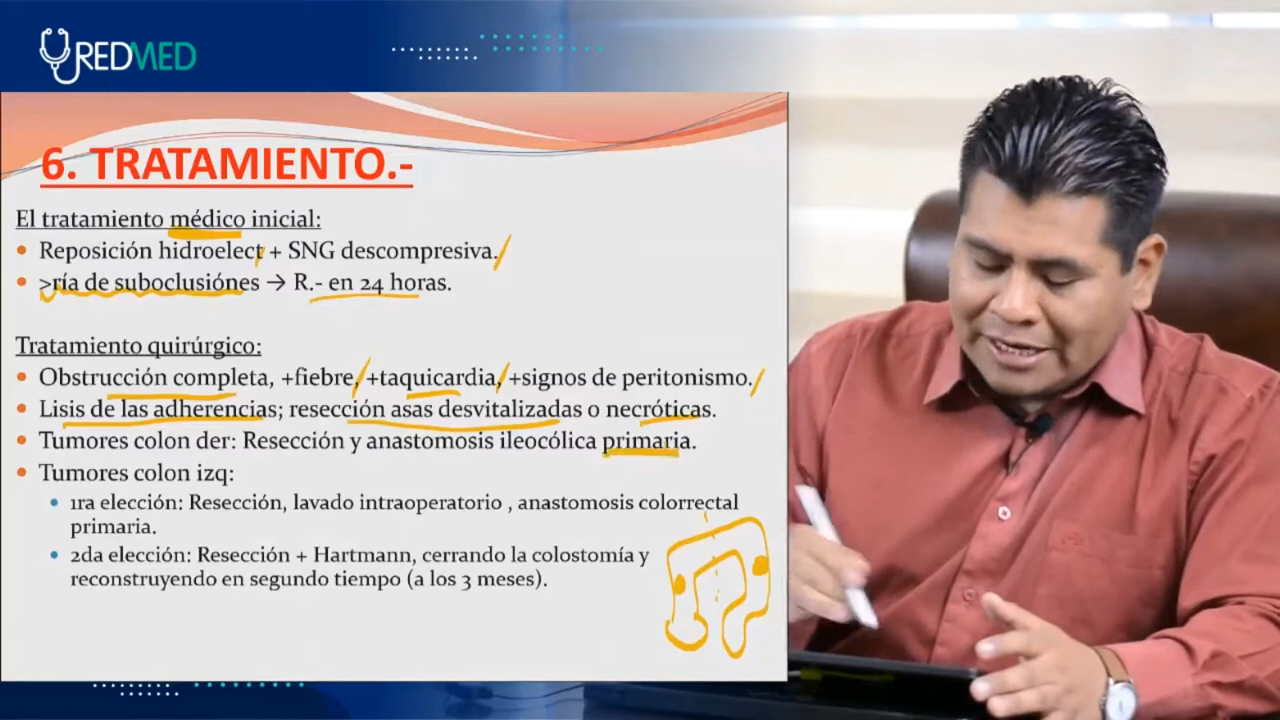 REDMED
6. TRATAMIENTO.-
El tratamiento médico inicial:
• Reposición hidroelect + SNG descompresiva.
• >ría de suboclusiónes → R.- en 24 horas.
Tratamiento quirúrgico:
• Obstrucción completa, +fiebre, +taquicardia, +signos de peritonismo.
• Lisis de las adherencias; resección asas desvitalizadas o necróticas.
• Tumores colon der: Resección y anastomosis ileocólica primaria.
• Tumores colon izq:
• 1ra elección: Resección, lavado intraoperatorio , anastomosis colorrectal
primaria.
• 2da elección: Resección + Hartmann, cerrando la colostomía y
reconstruyendo en segundo tiempo (a los 3 meses).